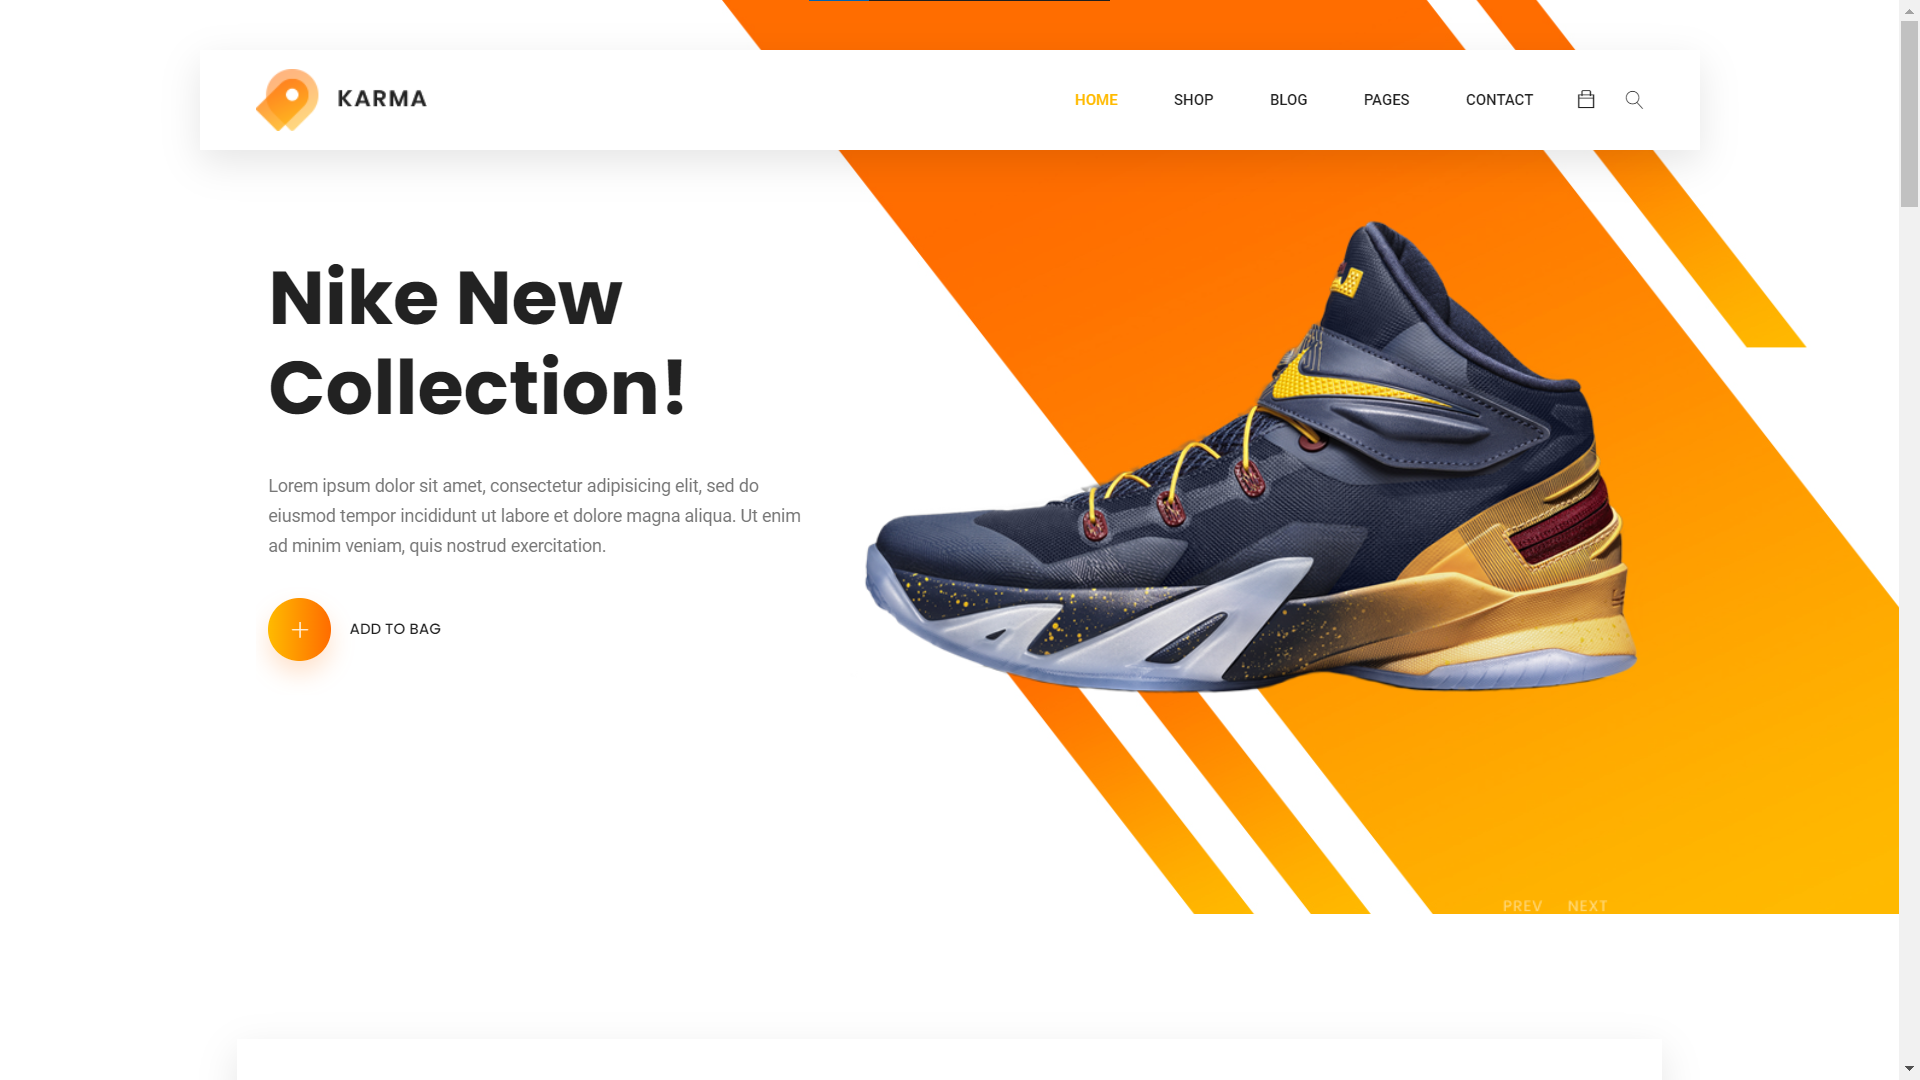 KARMA
HOME SHOP BLOG PAGES CONTACT
Nike New
Collection!
Lorem ipsum dolor sit amet, consectetur adipisicing elit, sed do
eiusmod tempor incididunt ut labore et dolore magna aliqua. Ut enim
ad minim veniam, quis nostrud exercitation.
ADD TO BAG
PREV NEXT